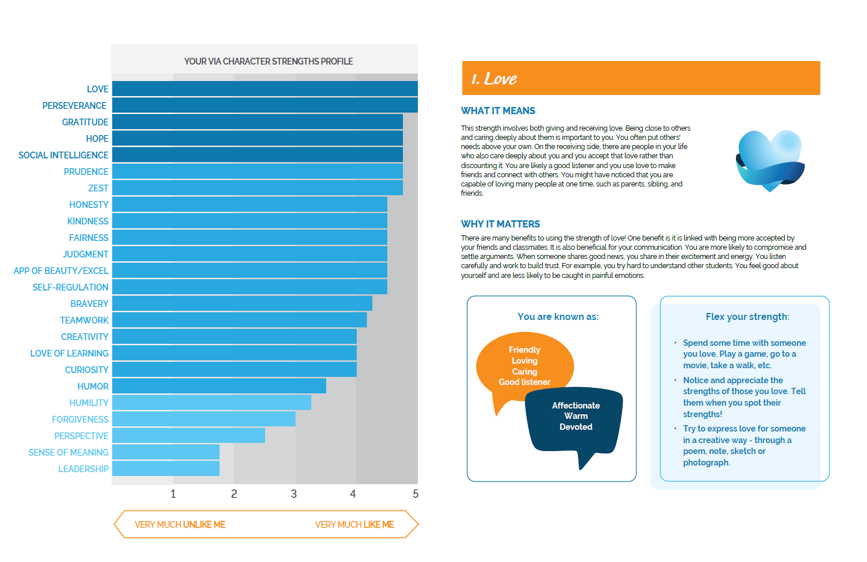 YOUR VIA CHARACTER STRENGTHS PROFILE
LOVE
PERSEVERANCE
GRATITUDE
HOPE
SOCIAL INTELLIGENCE
PRUDENCE
ZEST
HONESTY
KINDNESS
FAIRNESS
JUDGMENT
APP OF BEAUTY/EXCEL
SELF-REGULATION
BRAVERY
TEAMWORK
CREATIVITY
LOVE OF LEARNING
CURIOSITY
HUMOR
HUMILITY
FORGIVENESS
PERSPECTIVE
SENSE OF MEANING
LEADERSHIP
1 2 3 4 5
VERY MUCH UNLIKE ME VERY MUCH LIKE ME
1. Love
WHAT IT MEANS
This strength involves both giving and receiving love. Being close to others
and caring deeply about them is important to you. You often put others'
needs above your own. On the receiving side, there are people in your life
who also care deeply about you and you accept that love rather than
discounting it. You are likely a good listener and you use love to make
friends and connect with others. You might have noticed that you are
capable of loving many people at one time, such as parents, sibling, and
friends.
WHY IT MATTERS
There are many benefits to using the strength of love! One benefit is it is linked with being more accepted by
your friends and classmates. It is also beneficial for your communication. You are more likely to compromise and
settle arguments. When someone shares good news, you share in their excitement and energy. You listen
carefully and work to build trust. For example, you try hard to understand other students. You feel good about
yourself and are less likely to be caught in painful emotions.
You are known as:
Friendly
Loving
Caring
Good listener
Affectionate
Warm
Devoted
Flex your strength:
• Spend some time with someone
you love. Play a game, go to a
movie, take a walk, etc.
• Notice and appreciate the
strengths of those you love. Tell
them when you spot their
strengths!
• Try to express love for someone
in a creative way - through a
poem, note, sketch or
photograph.